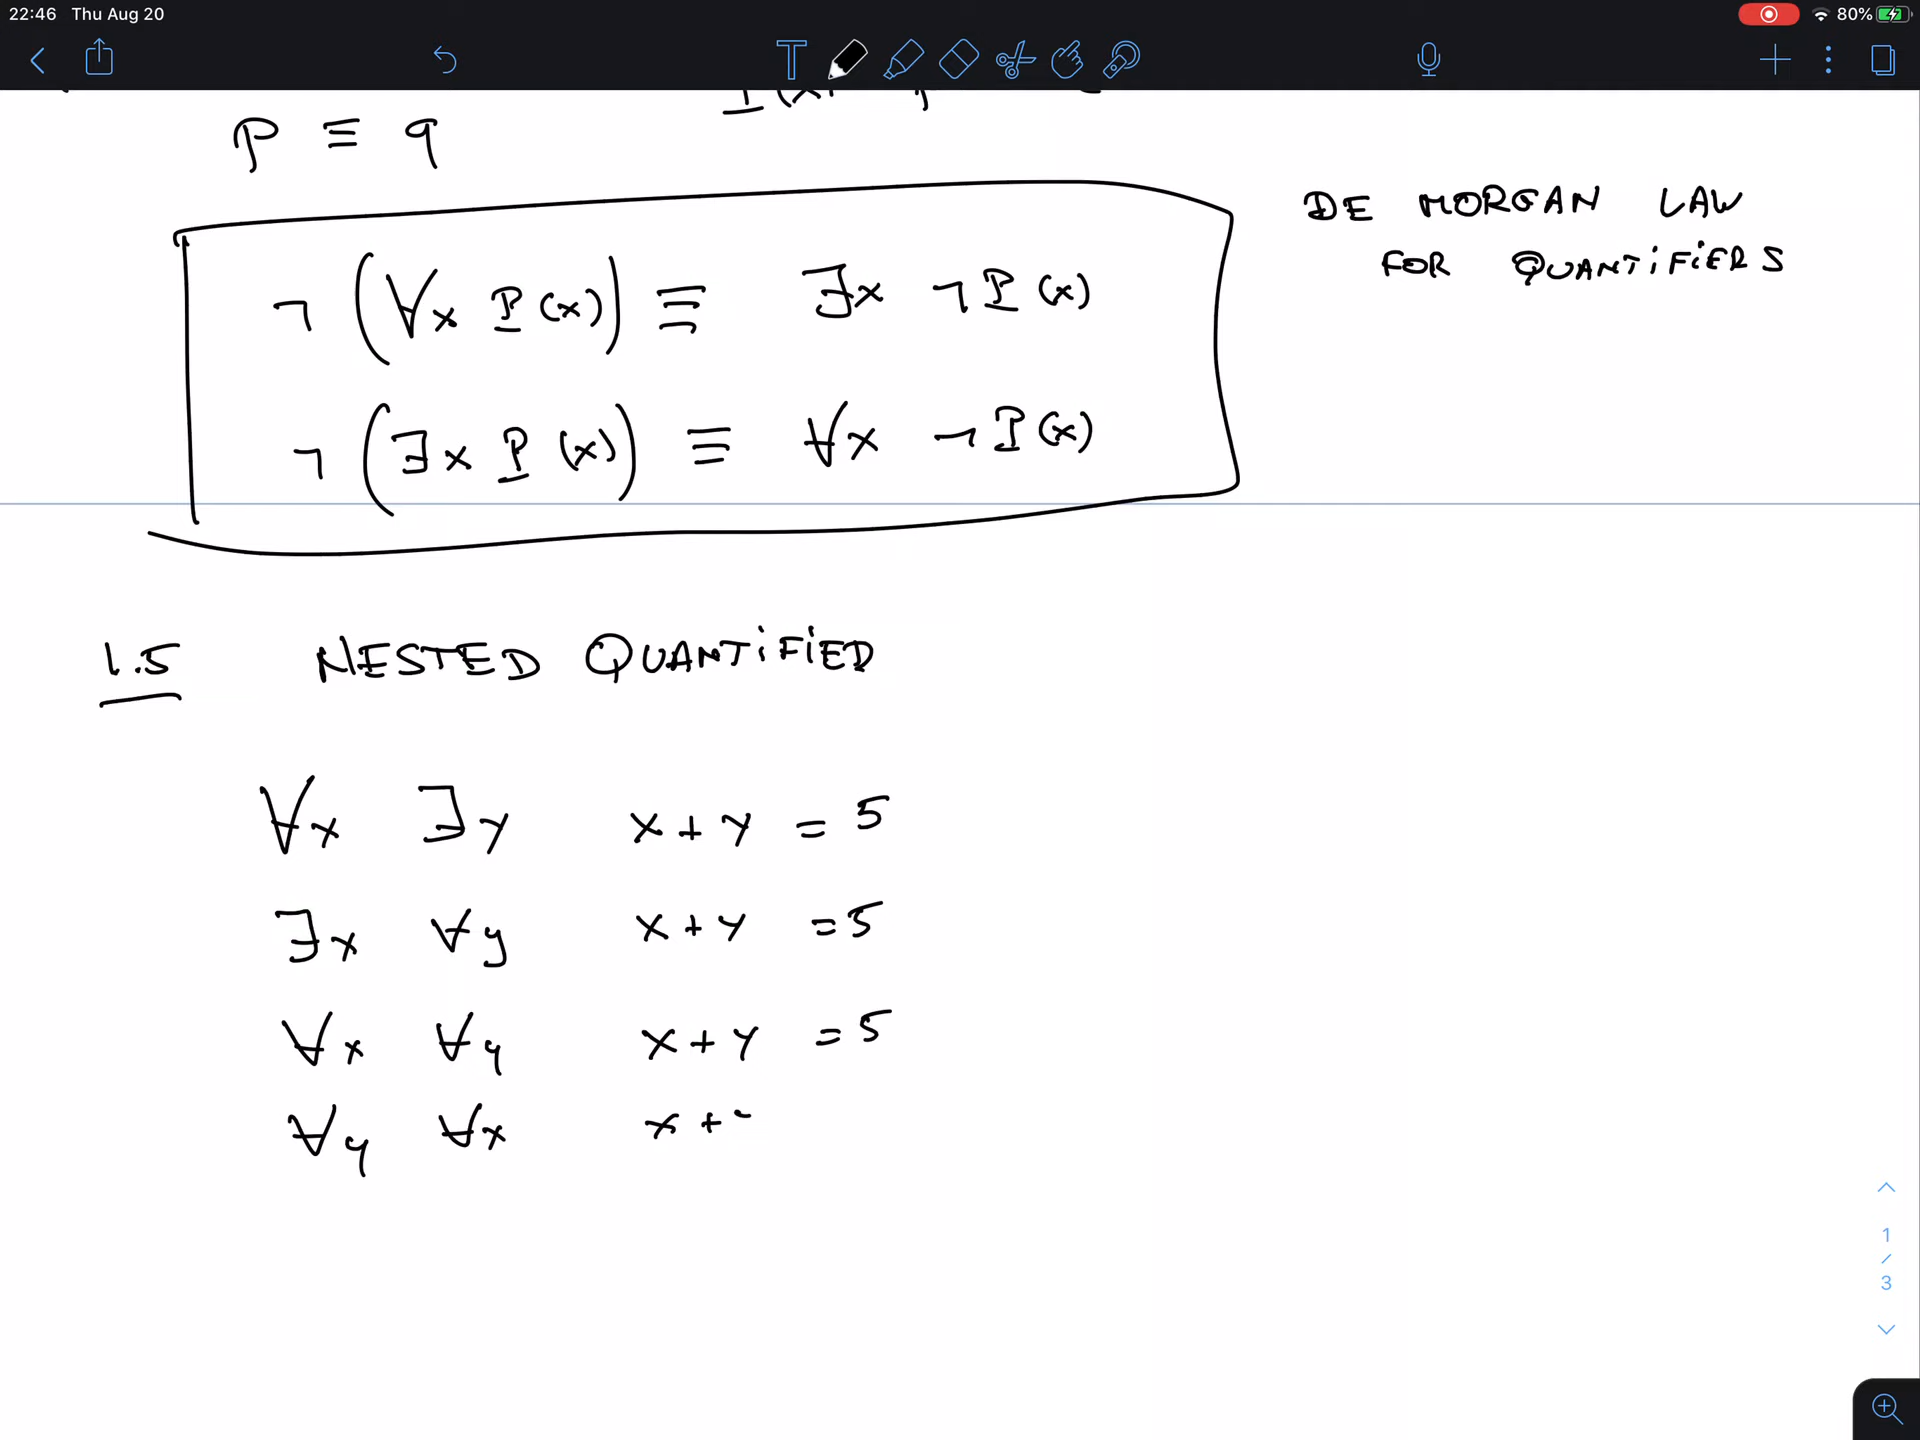 22:46 Thu Aug 20
80%
T
P ≡ q
DE MORGAN LAW
FOR QUANTIFIERS
¬ (∀x P(x)) ≡ ∃x ¬P(x)
¬ (∃x P(x)) ≡ ∀x ¬P(x)
1.5 NESTED QUANTIFIED
∀x ∃y x + y = 5
∃x ∀y x + y = 5
∀x ∀y x + y = 5
∀y ∀x x +
1
/
3